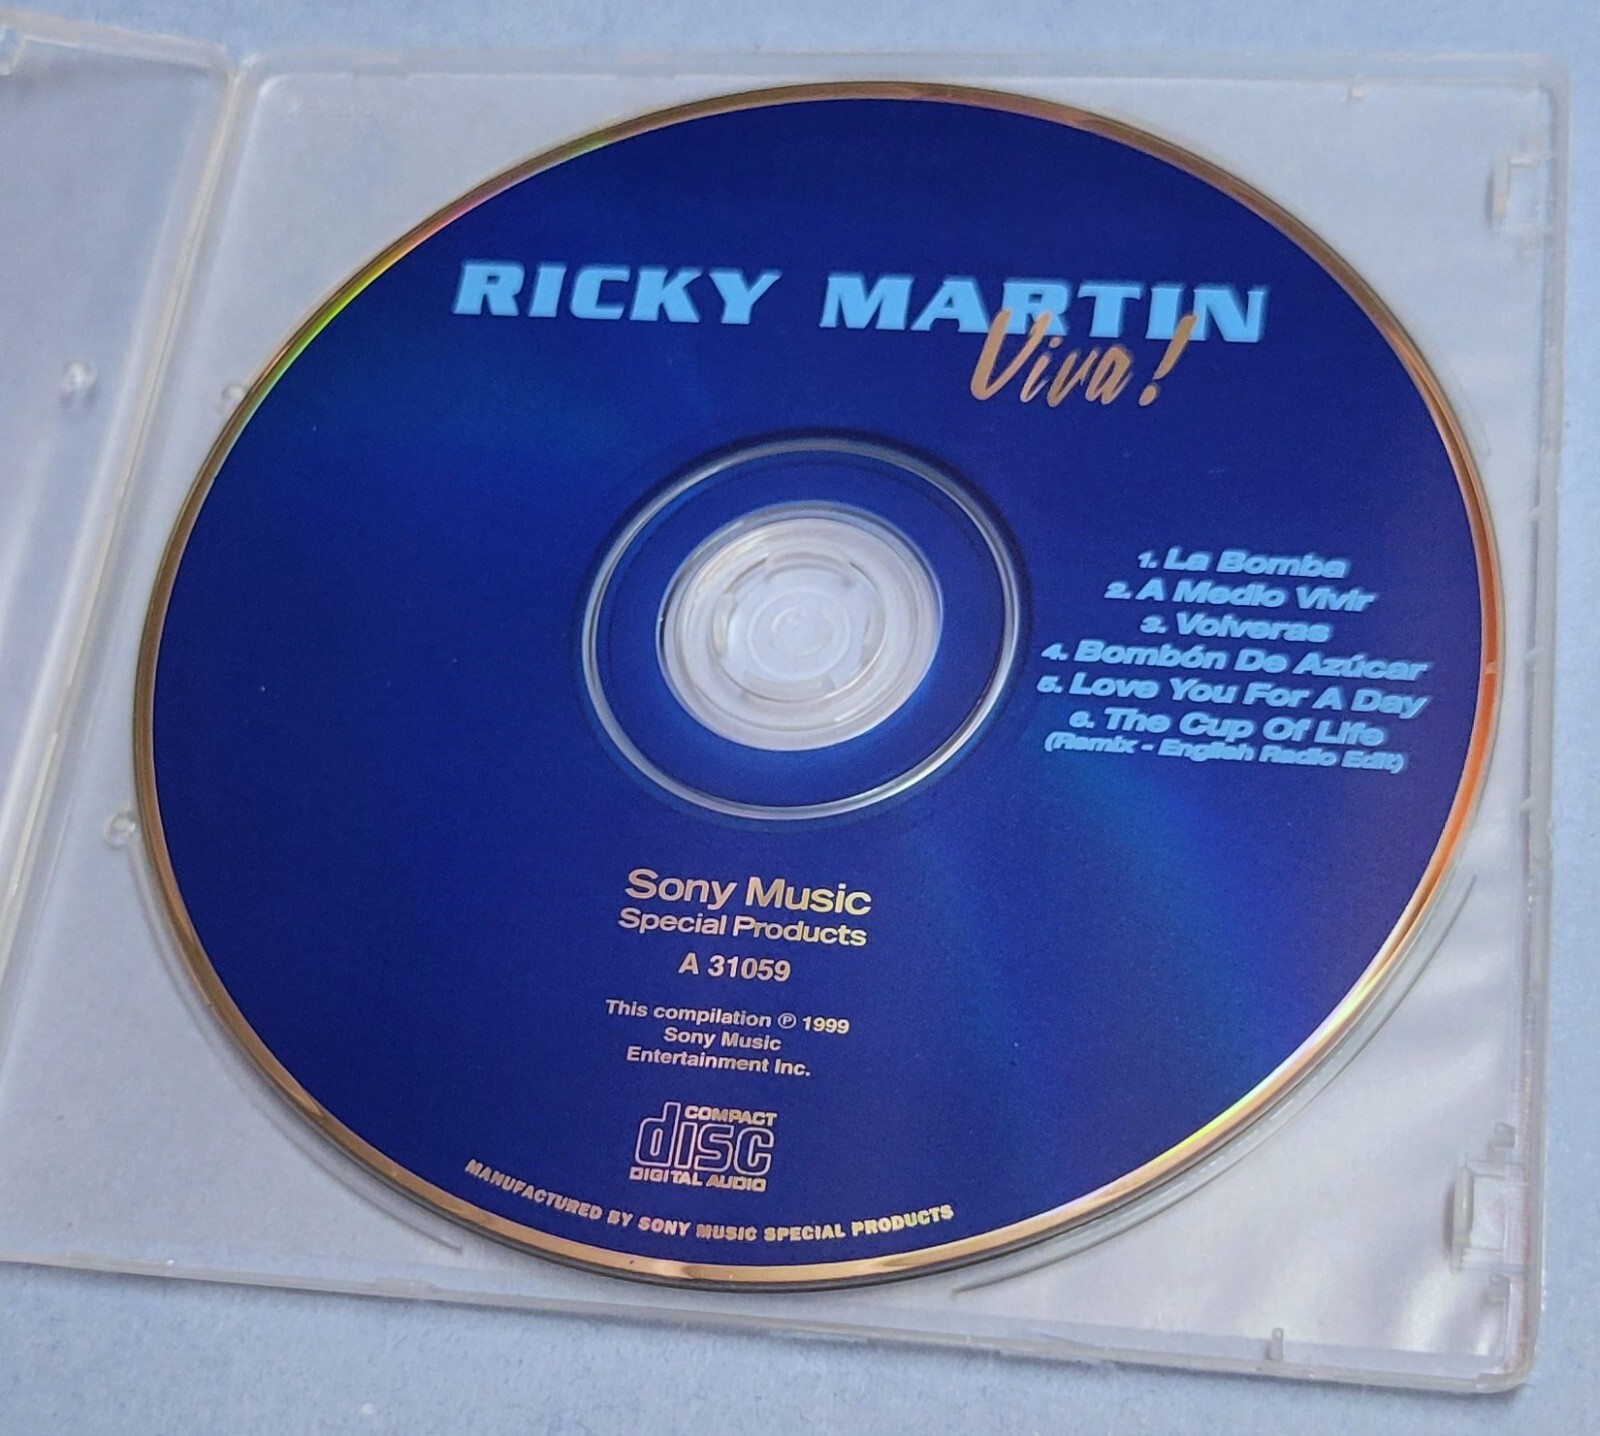 RICKY MARTIN
Viva!
1. La Bomba
2. A Medio Vivir
3. Volveras
4. Bombón De Azúcar
5. Love You For A Day
6. The Cup Of Life
(Remix - English Radio Edit)
Sony Music
Special Products
A 31059
This compilation ℗ 1999
Sony Music
Entertainment Inc.
COMPACT
disc
DIGITAL AUDIO
MANUFACTURED BY SONY MUSIC SPECIAL PRODUCTS